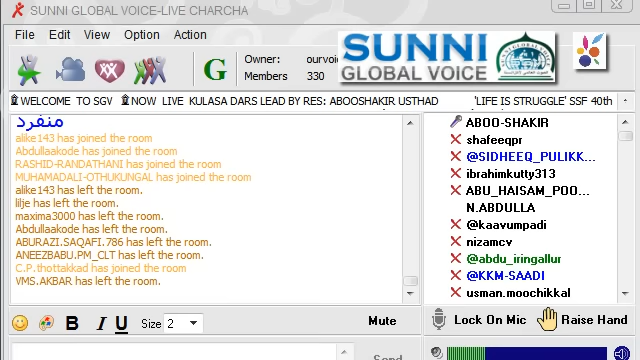 SUNNI GLOBAL VOICE-LIVE CHARCHA
File Edit View Option Action
G
Owner: ourvoi
Members 330
SUNNI
GLOBAL VOICE
WELCOME TO SGV NOW LIVE KULASA DARS LEAD BY RES: ABOOSHAKIR USTHAD 'LIFE IS STRUGGLE' SSF 40th
منفرد
alike143 has joined the room
Abdullaakode has joined the room
RASHID-RANDATHANI has joined the room
MUHAMADALI-OTHUKUNGAL has joined the room
alike143 has left the room.
lilje has left the room.
maxima3000 has left the room.
Abdullaakode has left the room.
ABURAZI.SAQAFI.786 has left the room.
ANEEZBABU.PM_CLT has left the room.
C.P.thottakkad has joined the room
VMS.AKBAR has left the room.
ABOO-SHAKIR
shafeeqpr
@SIDHEEQ_PULIKK...
ibrahimkutty313
ABU_HAISAM_POO...
N.ABDULLA
@kaavumpadi
nizamcv
@abdu_iringallur
@KKM-SAADI
usman.moochikkal
B I U Size 2 Mute
Lock On Mic Raise Hand
Send